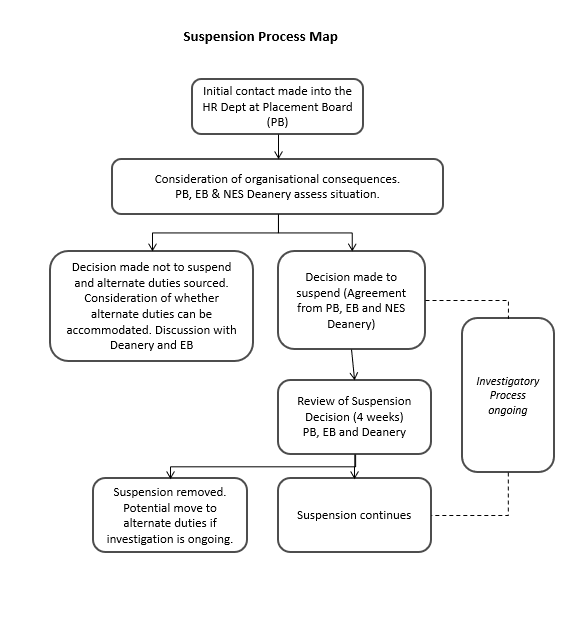 Suspension Process Map
Initial contact made into the
HR Dept at Placement Board
(PB)
Consideration of organisational consequences.
PB, EB & NES Deanery assess situation.
Decision made not to suspend
and alternate duties sourced.
Consideration of whether
alternate duties can be
accommodated. Discussion with
Deanery and EB
Decision made to
suspend (Agreement
from PB, EB and NES
Deanery)
Investigatory
Process
ongoing
Review of Suspension
Decision (4 weeks)
PB, EB and Deanery
Suspension removed.
Potential move to
alternate duties if
investigation is ongoing.
Suspension continues